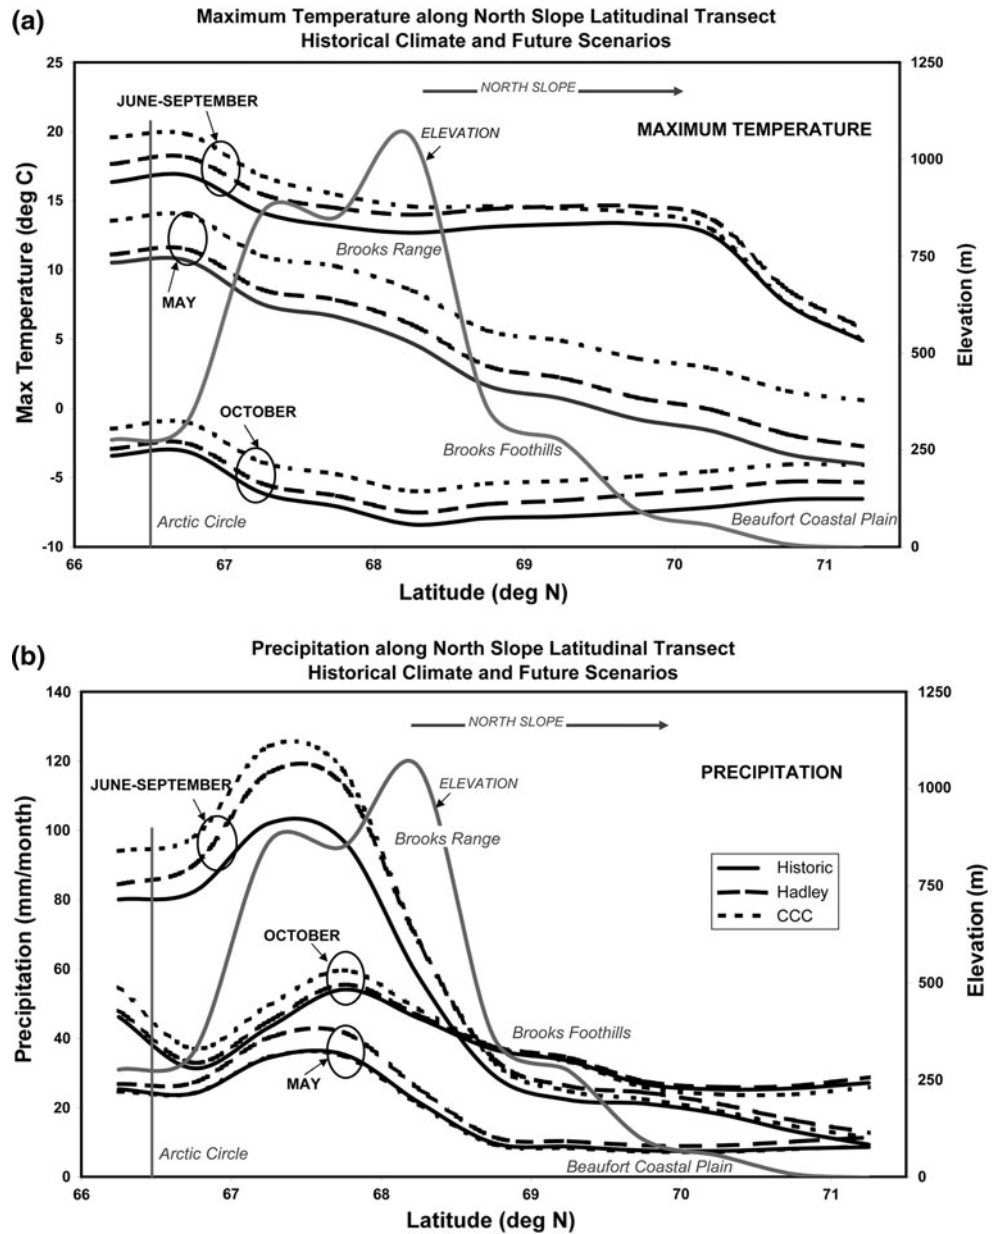 (a)
Maximum Temperature along North Slope Latitudinal Transect
Historical Climate and Future Scenarios
25
20
15
10
5
0
-5
-10
Max Temperature (deg C)
1250
1000
750
500
250
0
Elevation (m)
NORTH SLOPE
JUNE-SEPTEMBER
ELEVATION
MAXIMUM TEMPERATURE
Brooks Range
MAY
OCTOBER
Brooks Foothills
Arctic Circle
Beaufort Coastal Plain
66 67 68 69 70 71
Latitude (deg N)
(b)
Precipitation along North Slope Latitudinal Transect
Historical Climate and Future Scenarios
140
120
100
80
60
40
20
0
Precipitation (mm/month)
1250
1000
750
500
250
0
Elevation (m)
NORTH SLOPE
JUNE-SEPTEMBER
ELEVATION
PRECIPITATION
Brooks Range
Historic
Hadley
CCC
OCTOBER
Brooks Foothills
MAY
Arctic Circle
Beaufort Coastal Plain
66 67 68 69 70 71
Latitude (deg N)